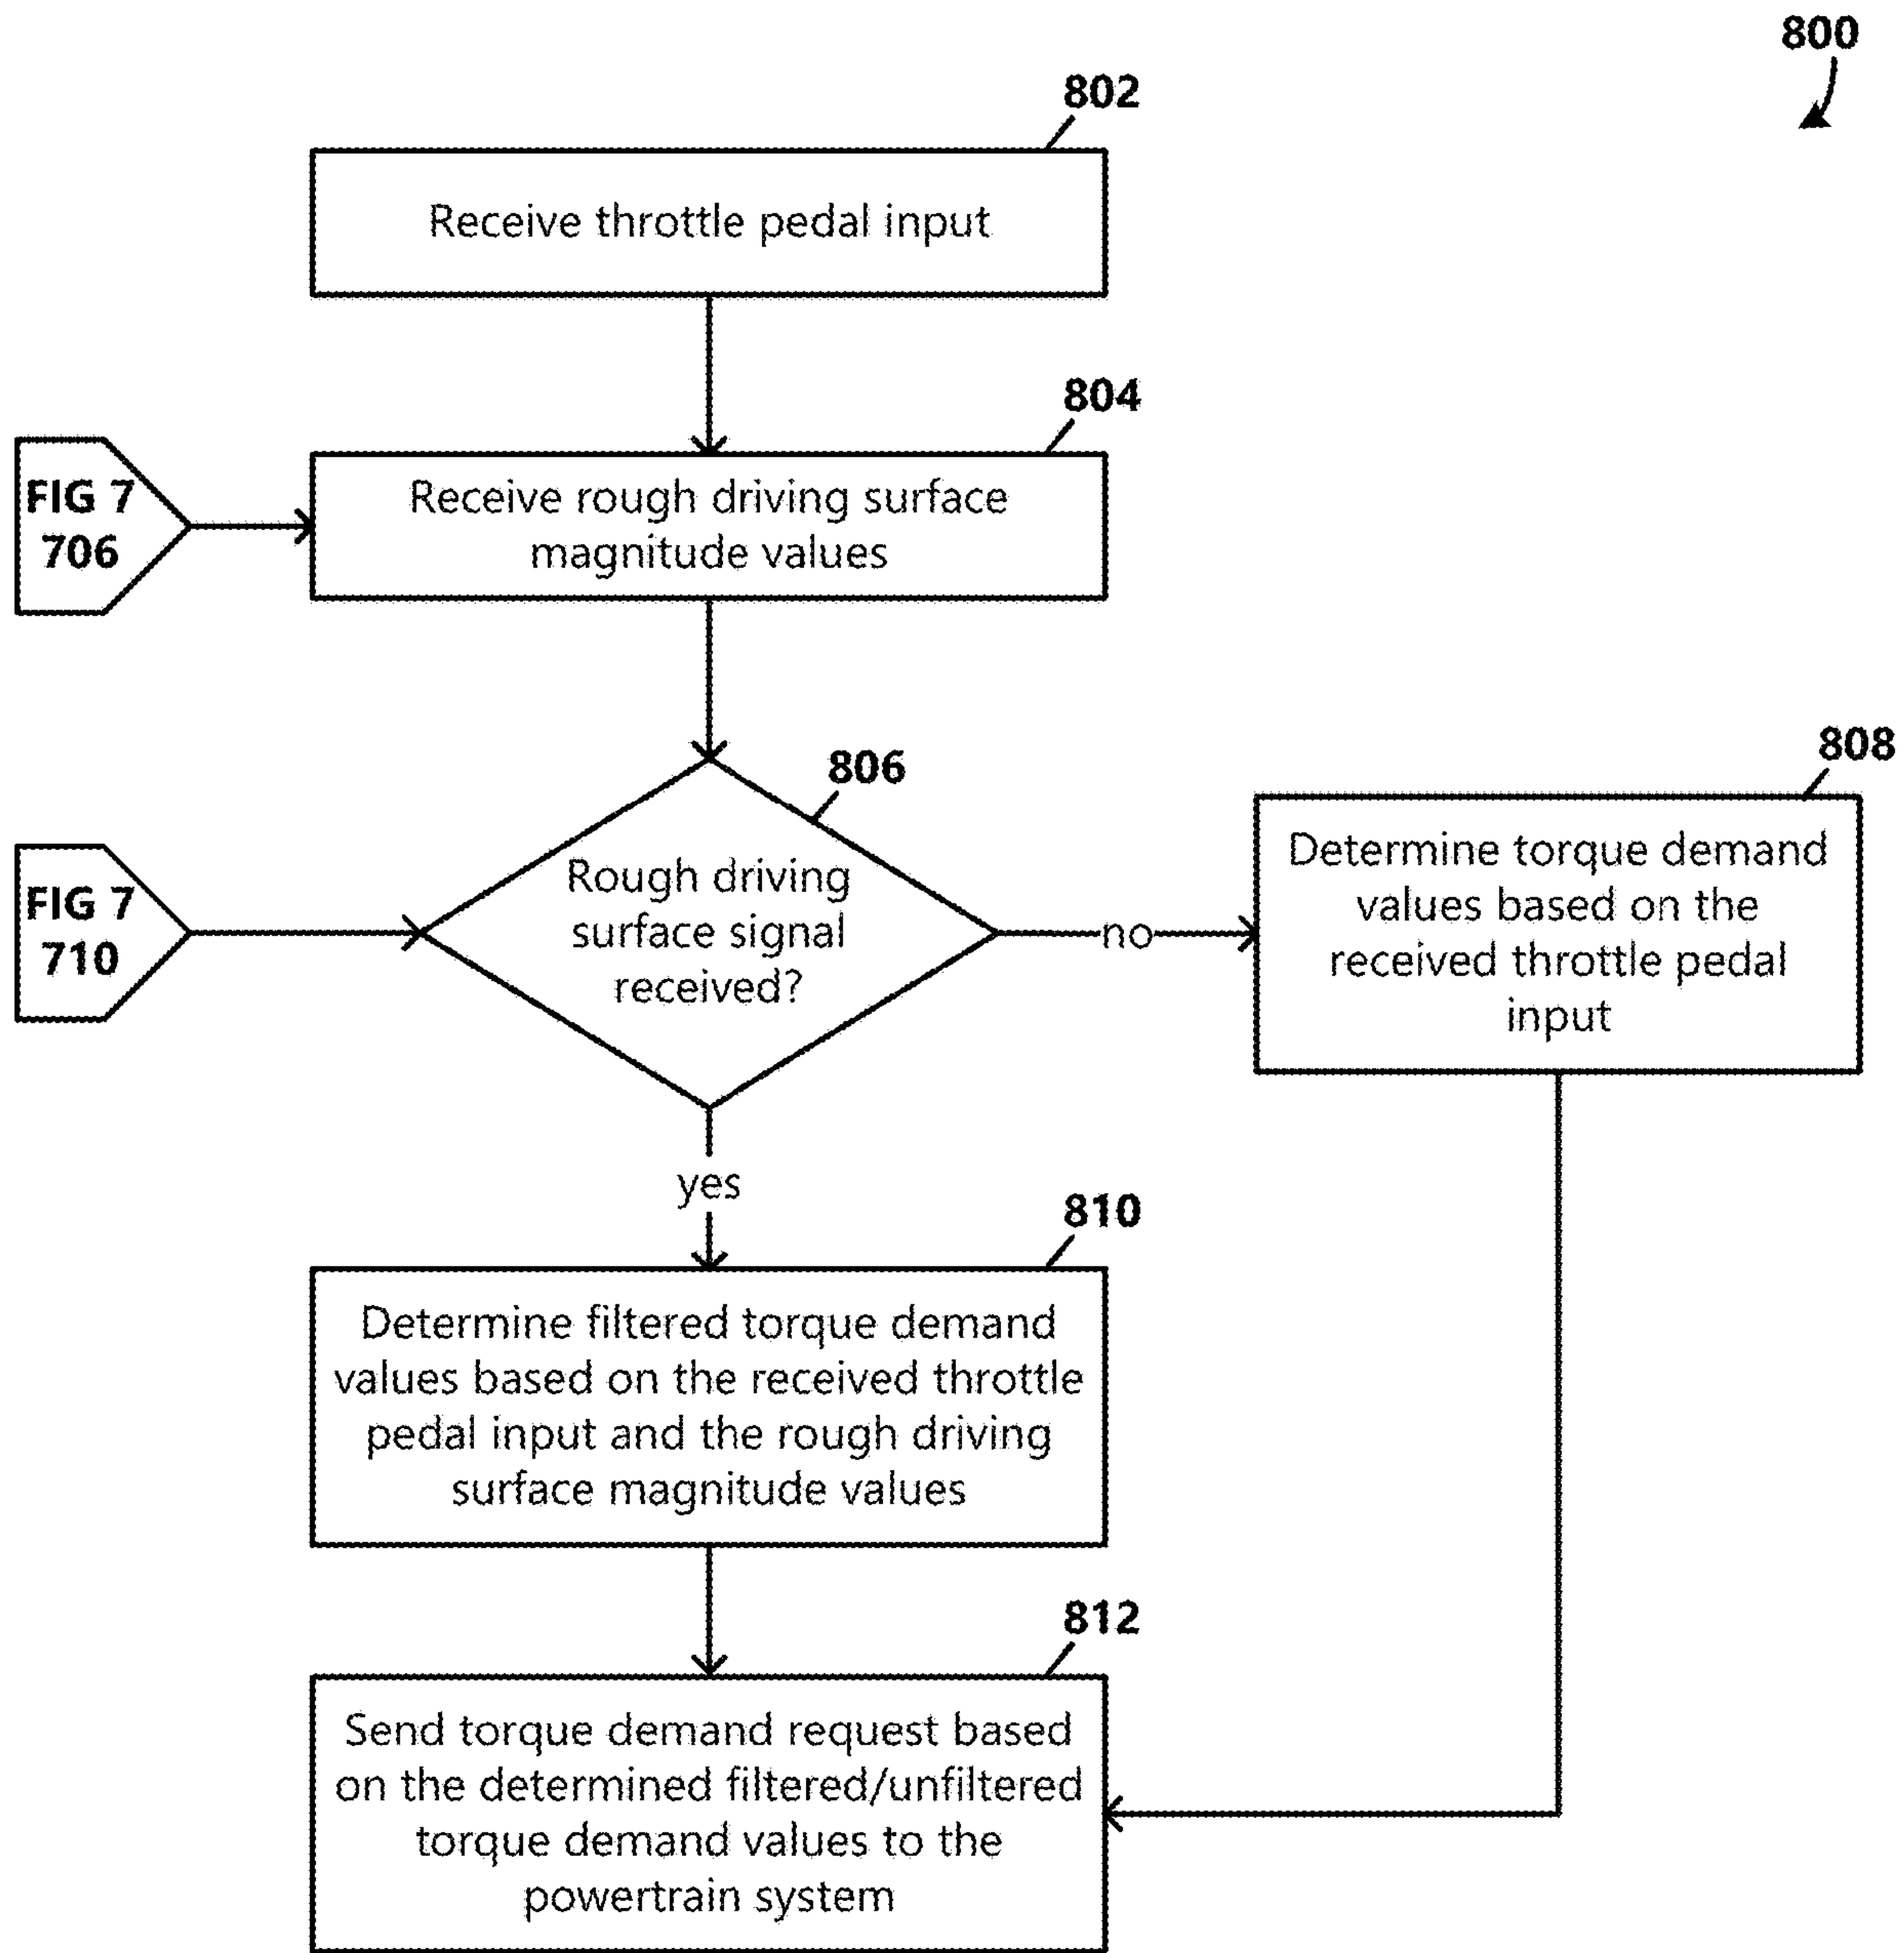 800
802
Receive throttle pedal input
804
FIG 7
706
Receive rough driving surface
magnitude values
806
808
FIG 7
710
Rough driving
surface signal
received?
no
Determine torque demand
values based on the
received throttle pedal
input
yes
810
Determine filtered torque demand
values based on the received throttle
pedal input and the rough driving
surface magnitude values
812
Send torque demand request based
on the determined filtered/unfiltered
torque demand values to the
powertrain system